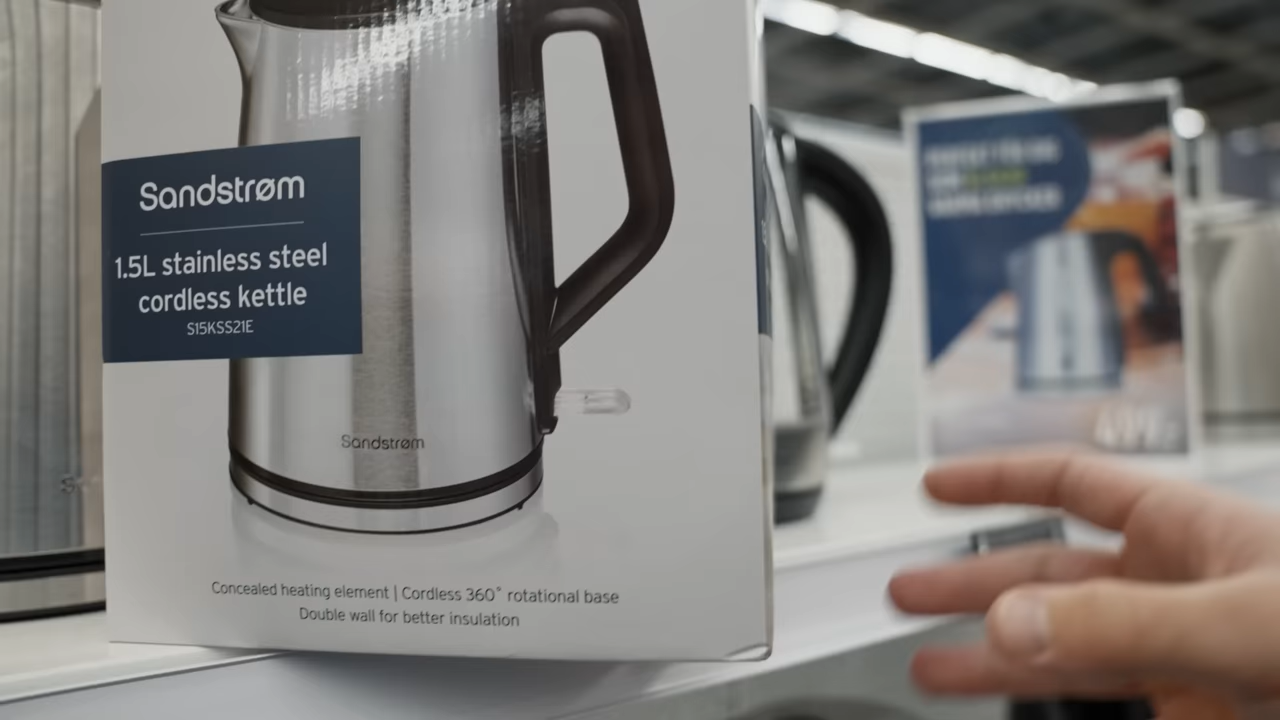 Sandstrøm
1.5L stainless steel
cordless kettle
S15KSS21E
Sandstrøm
Concealed heating element | Cordless 360° rotational base
Double wall for better insulation